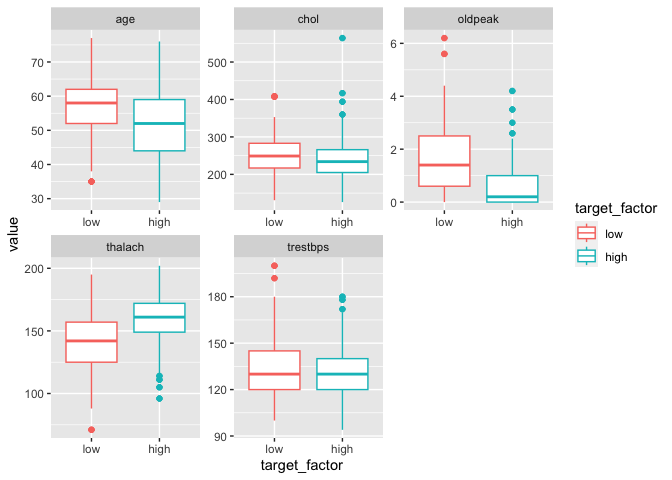 age
chol
oldpeak
70
60
50
40
30
500
400
300
200
6
4
2
0
low
high
low
high
low
high
value
thalach
trestbps
200
150
100
180
150
120
90
low
high
low
high
target_factor
target_factor
low
high